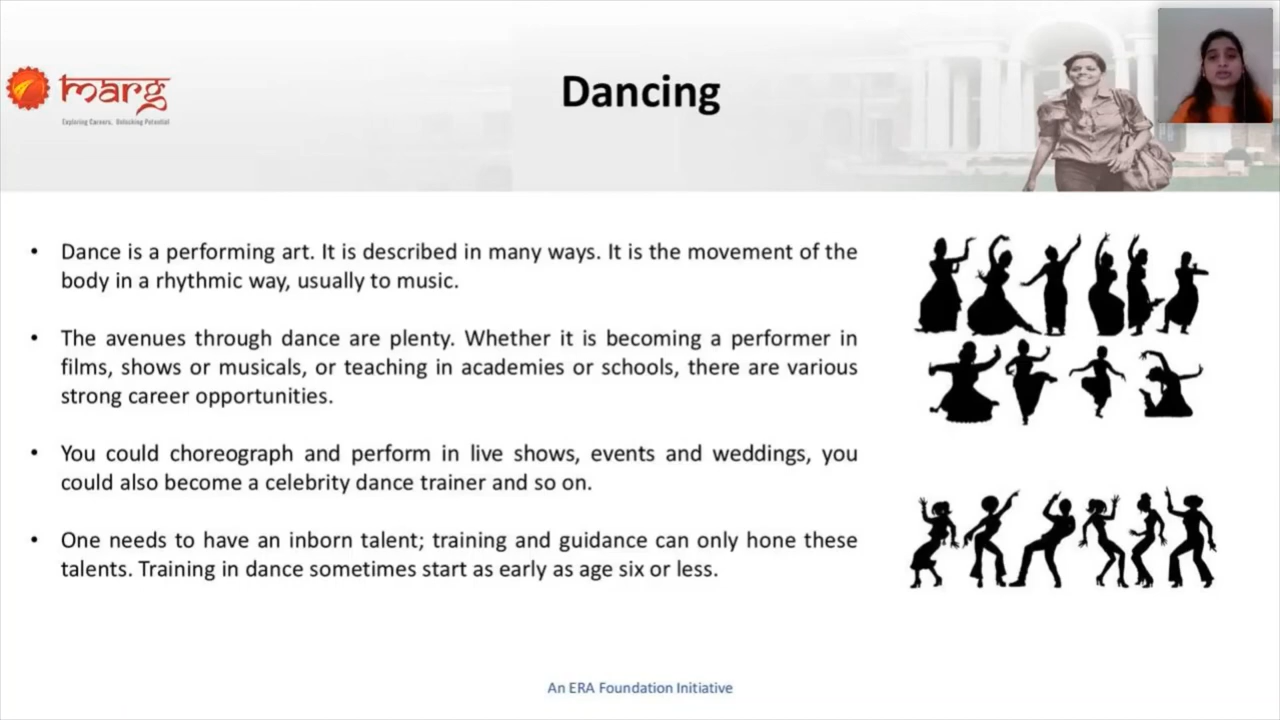 marg
Exploring Careers, Unlocking Potential
Dancing
• Dance is a performing art. It is described in many ways. It is the movement of the
body in a rhythmic way, usually to music.
• The avenues through dance are plenty. Whether it is becoming a performer in
films, shows or musicals, or teaching in academies or schools, there are various
strong career opportunities.
• You could choreograph and perform in live shows, events and weddings, you
could also become a celebrity dance trainer and so on.
• One needs to have an inborn talent; training and guidance can only hone these
talents. Training in dance sometimes start as early as age six or less.
An ERA Foundation Initiative